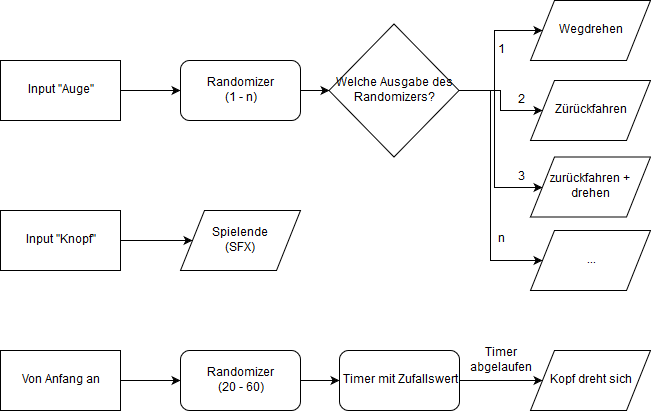 Input "Auge"
Randomizer
(1 - n)
Welche Ausgabe des
Randomizers?
1
Wegdrehen
2
Zürückfahren
3
zurückfahren +
drehen
n
...
Input "Knopf"
Spielende
(SFX)
Von Anfang an
Randomizer
(20 - 60)
Timer mit Zufallswert
Timer
abgelaufen
Kopf dreht sich